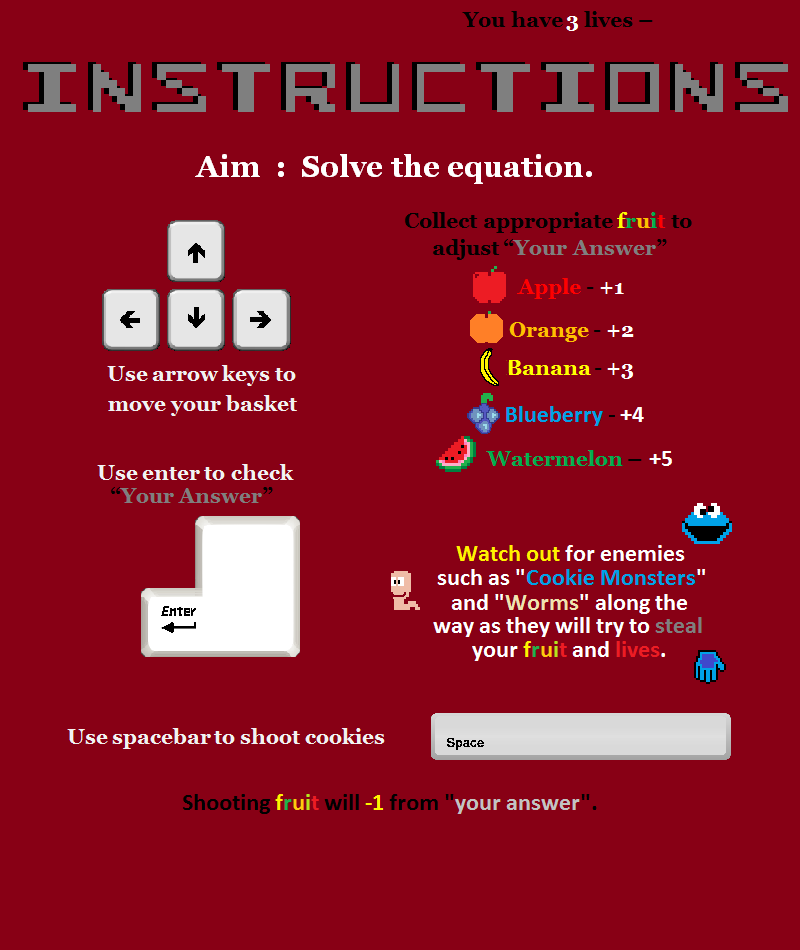 You have 3 lives –
INSTRUCTIONS
Aim : Solve the equation.
Collect appropriate fruit to
adjust “Your Answer”
Apple - +1
Orange - +2
Banana - +3
Blueberry - +4
Watermelon – +5
Use arrow keys to
move your basket
Use enter to check
“Your Answer”
Enter
Watch out for enemies
such as "Cookie Monsters"
and "Worms" along the
way as they will try to steal
your fruit and lives.
Use spacebar to shoot cookies
Space
Shooting fruit will -1 from "your answer".